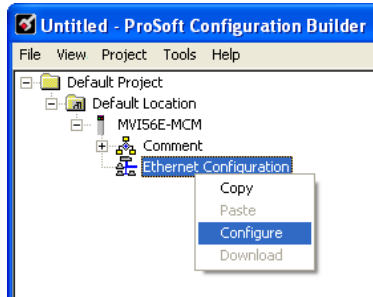 Untitled - ProSoft Configuration Builder
File View Project Tools Help
Default Project
Default Location
MVI56E-MCM
Comment
Ethernet Configuration
Copy
Paste
Configure
Download